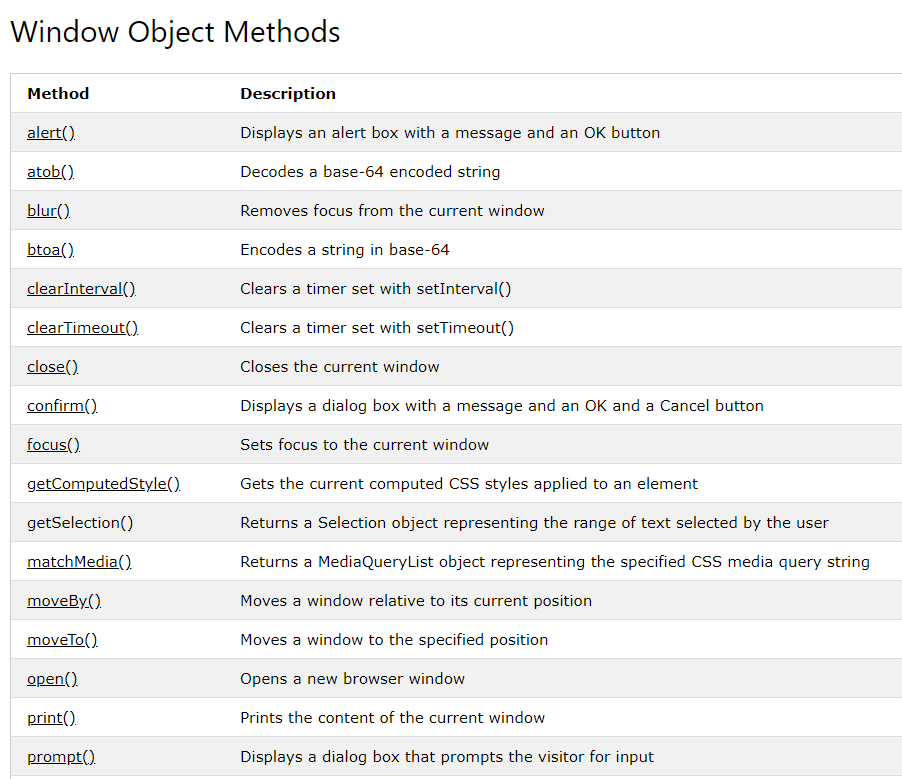 Window Object Methods
Method Description
alert() Displays an alert box with a message and an OK button
atob() Decodes a base-64 encoded string
blur() Removes focus from the current window
btoa() Encodes a string in base-64
clearInterval() Clears a timer set with setInterval()
clearTimeout() Clears a timer set with setTimeout()
close() Closes the current window
confirm() Displays a dialog box with a message and an OK and a Cancel button
focus() Sets focus to the current window
getComputedStyle() Gets the current computed CSS styles applied to an element
getSelection() Returns a Selection object representing the range of text selected by the user
matchMedia() Returns a MediaQueryList object representing the specified CSS media query string
moveBy() Moves a window relative to its current position
moveTo() Moves a window to the specified position
open() Opens a new browser window
print() Prints the content of the current window
prompt() Displays a dialog box that prompts the visitor for input